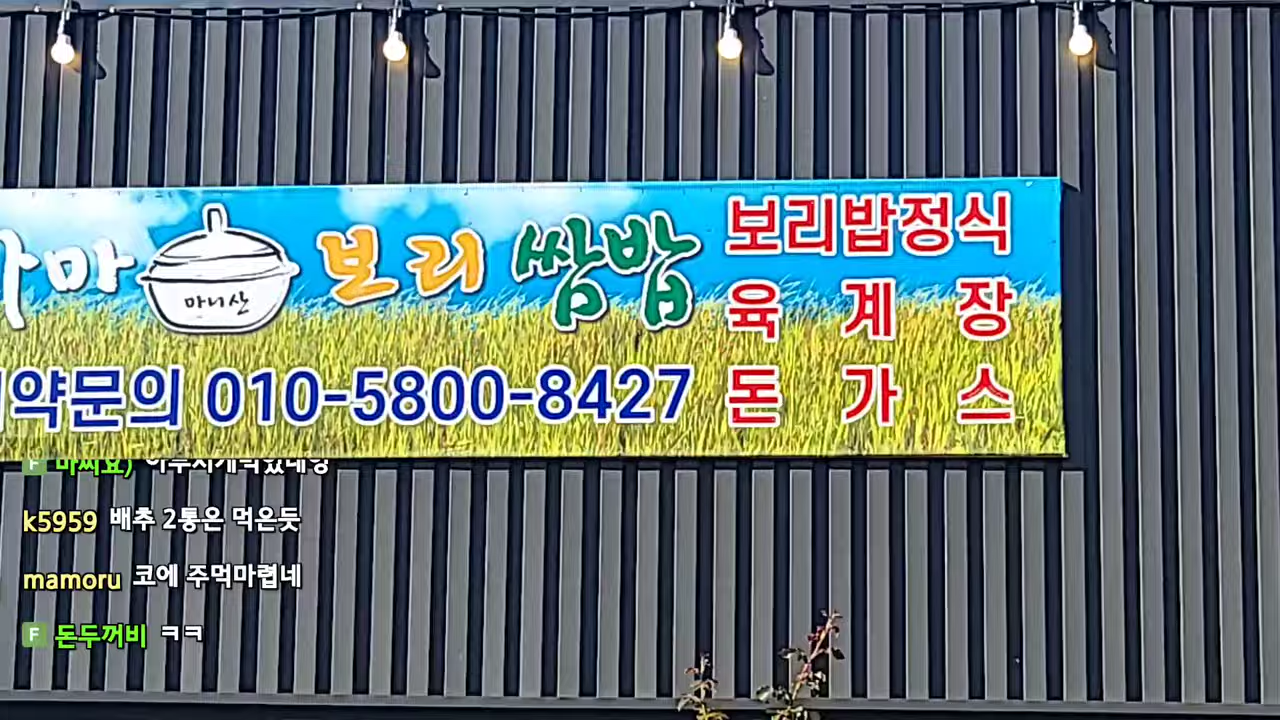 마 마니산 보리 쌈밥
보리밥정식
육 계 장
돈 가 스
약문의 010-5800-8427
k5959 배추 2통은 먹은듯
mamoru 코에 주먹마렵네
F 돈두꺼비 ㅋㅋ